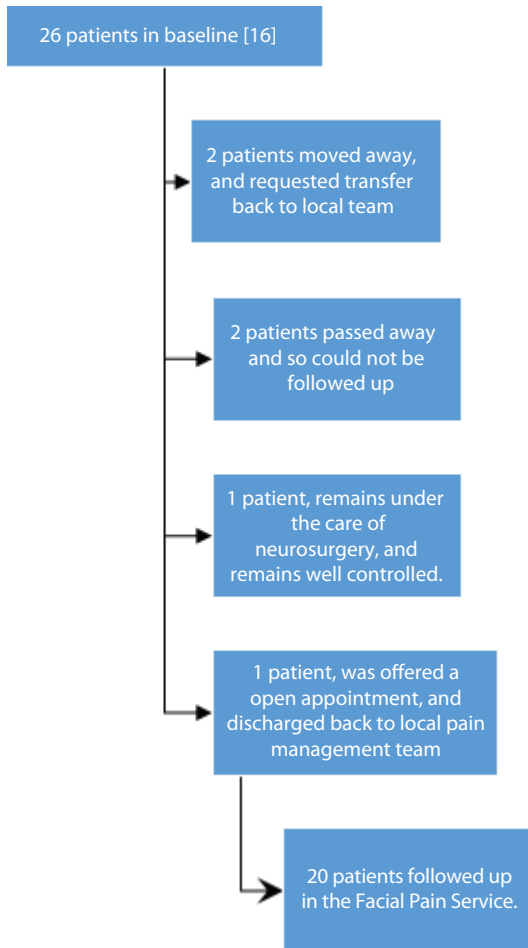 26 patients in baseline [16]
2 patients moved away,
and requested transfer
back to local team
2 patients passed away
and so could not be
followed up
1 patient, remains under
the care of
neurosurgery, and
remains well controlled.
1 patient, was offered a
open appointment, and
discharged back to local pain
management team
20 patients followed up
in the Facial Pain Service.